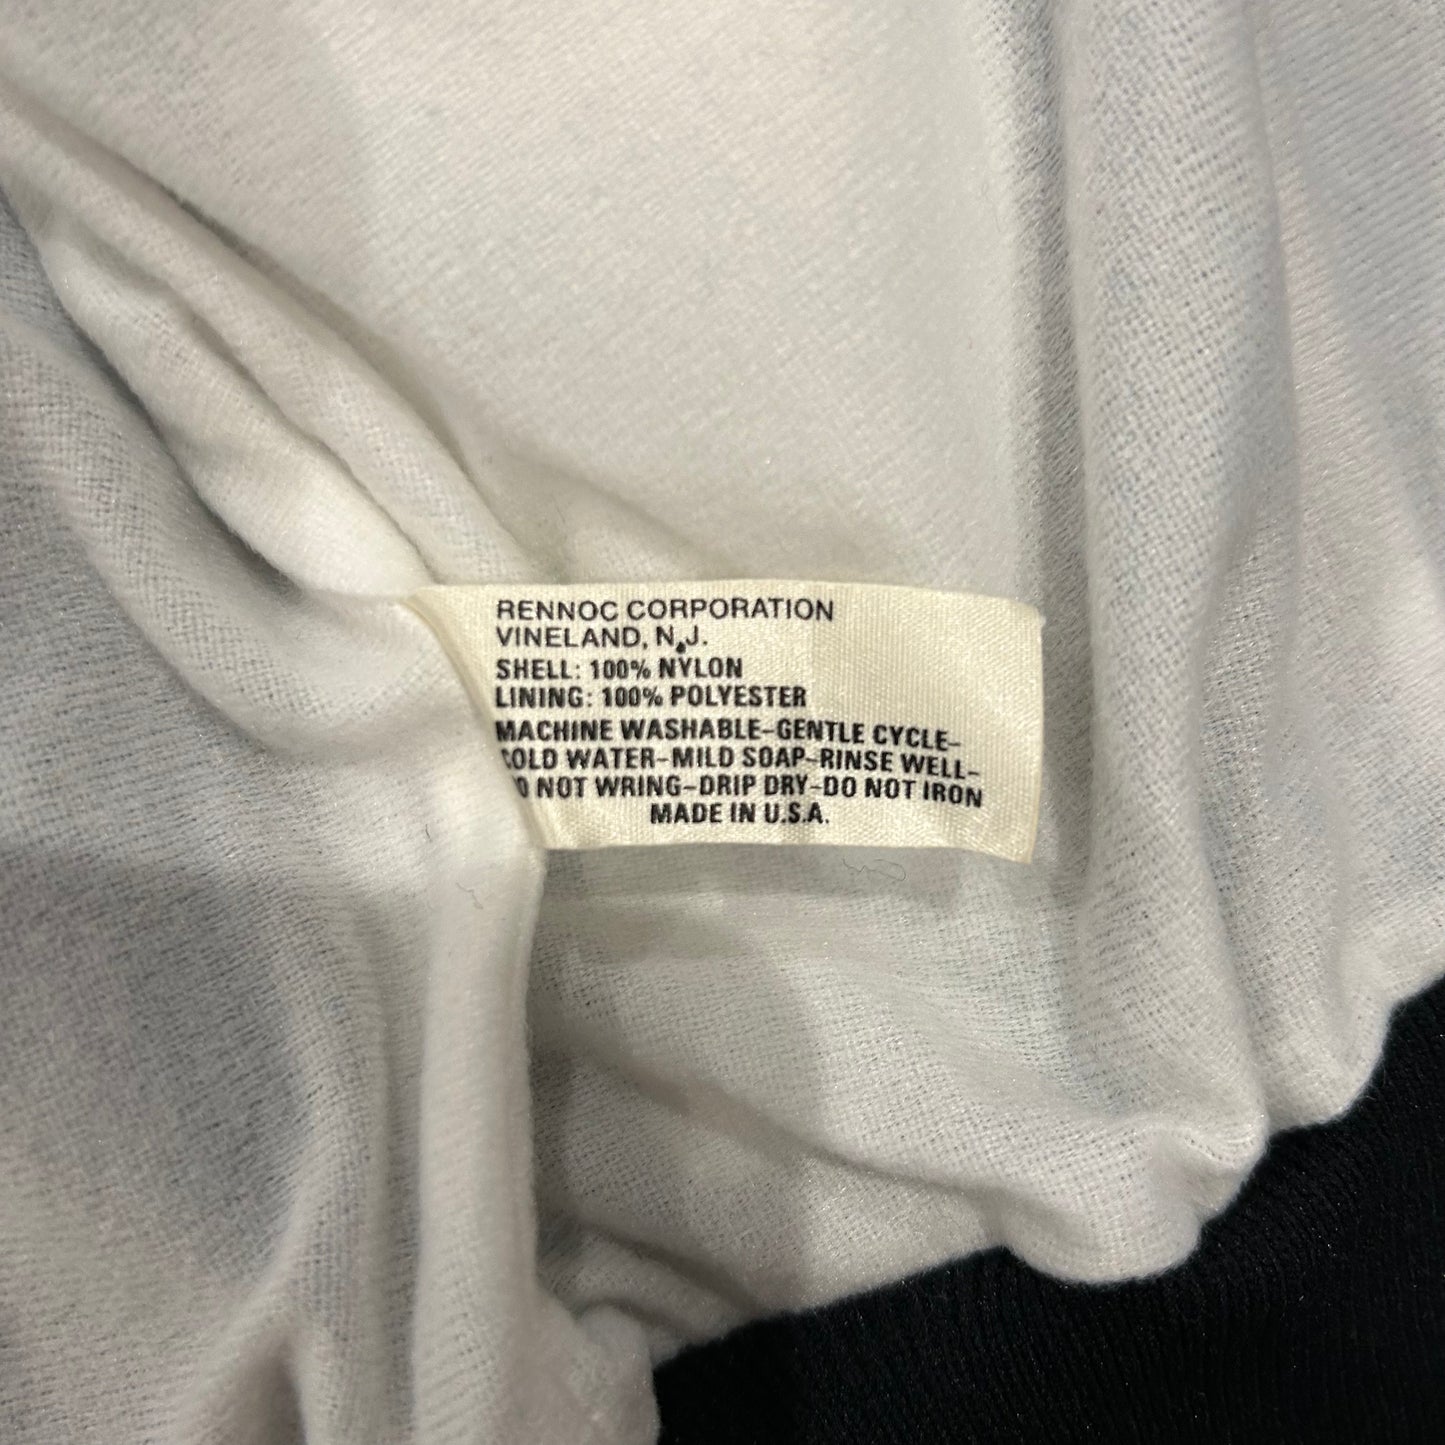 RENNOC CORPORATION
VINELAND, N.J.
SHELL: 100% NYLON
LINING: 100% POLYESTER
MACHINE WASHABLE-GENTLE CYCLE-
COLD WATER-MILD SOAP-RINSE WELL-
DO NOT WRING-DRIP DRY-DO NOT IRON
MADE IN U.S.A.